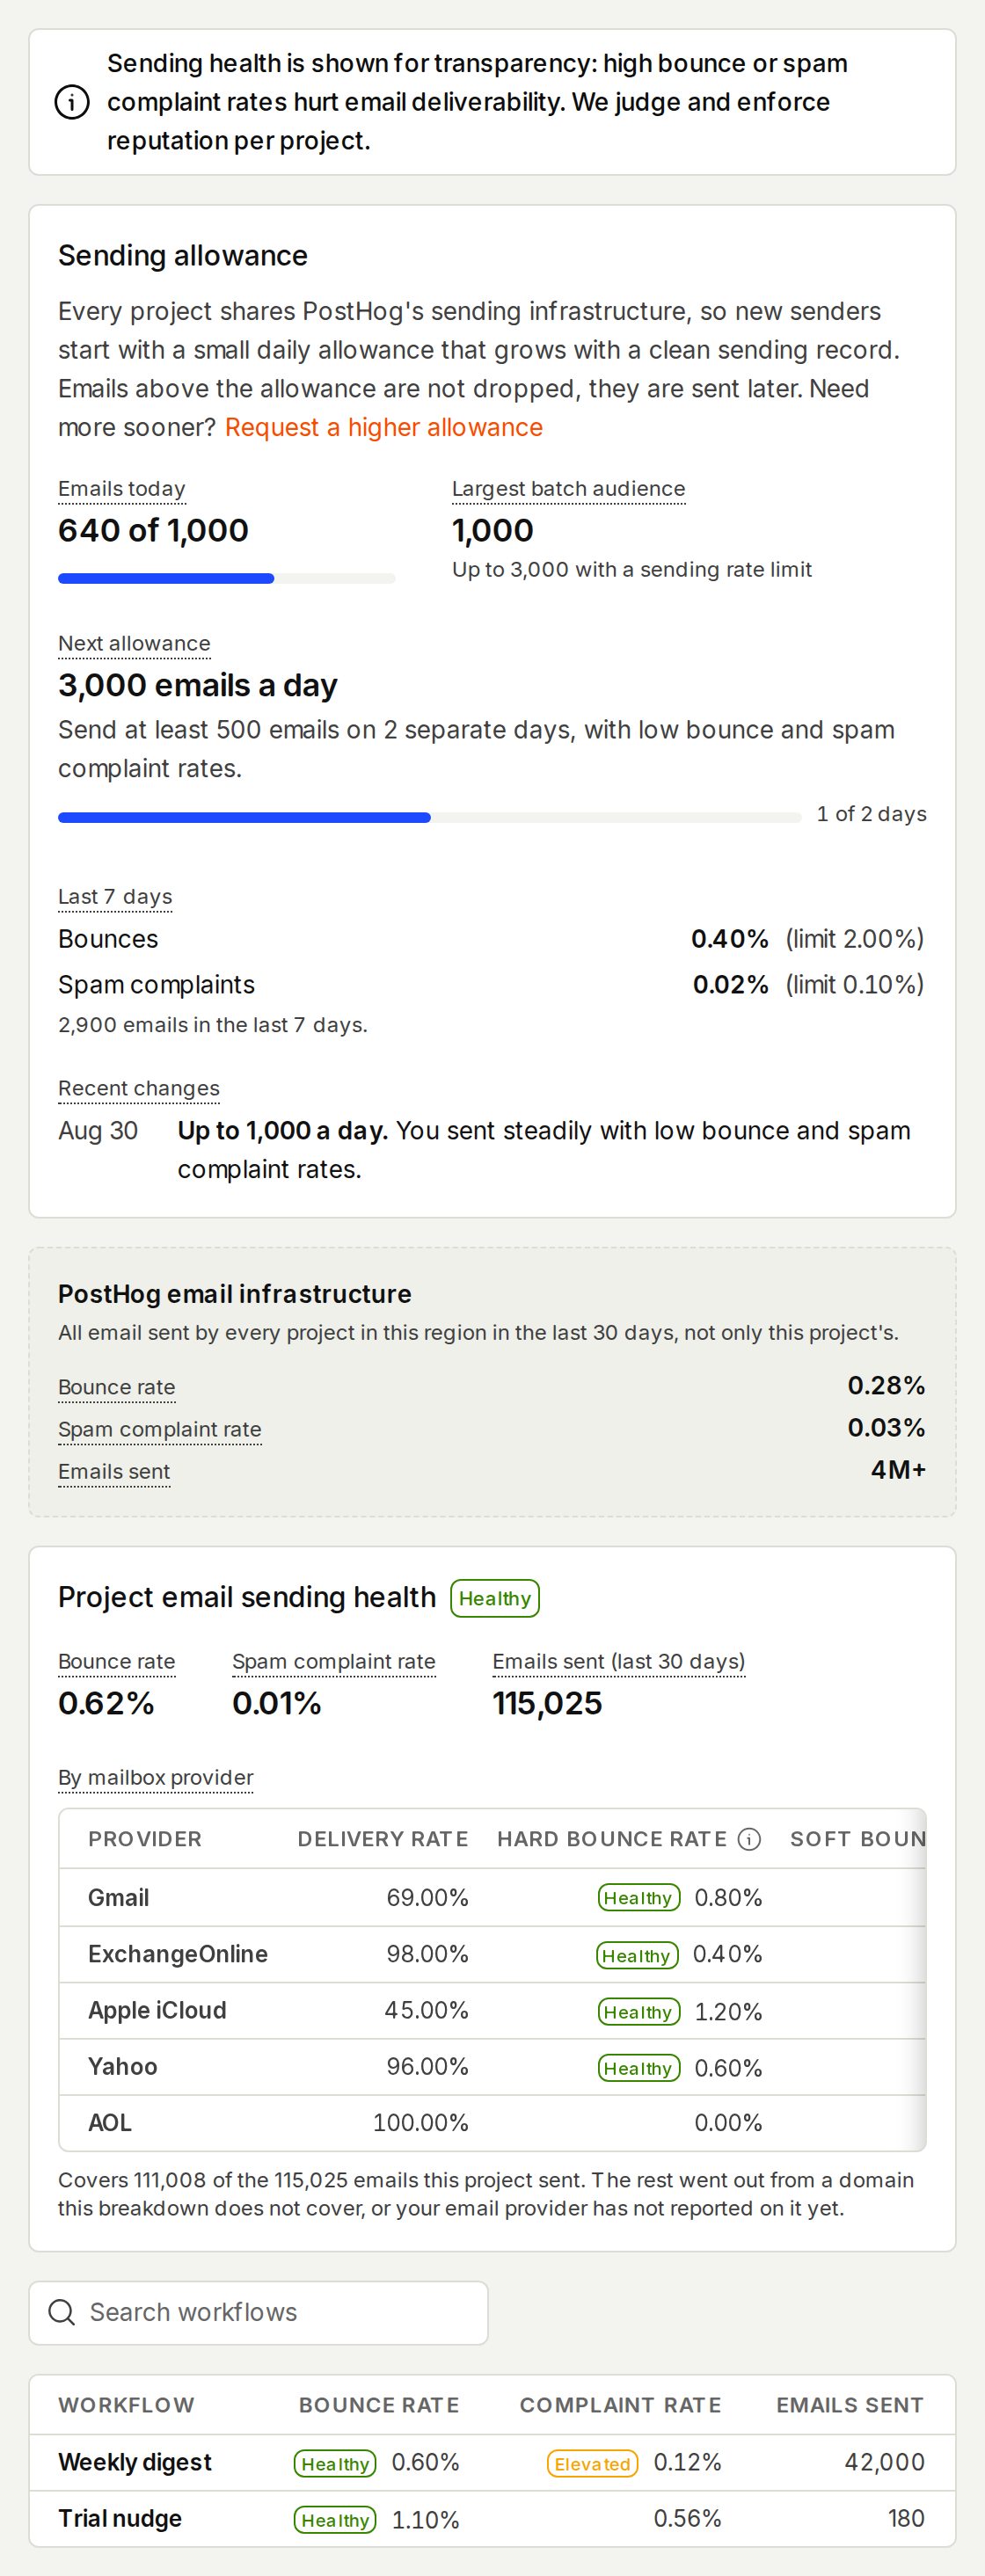 Sending health is shown for transparency: high bounce or spam
complaint rates hurt email deliverability. We judge and enforce
reputation per project.
Sending allowance
Every project shares PostHog's sending infrastructure, so new senders
start with a small daily allowance that grows with a clean sending record.
Emails above the allowance are not dropped, they are sent later. Need
more sooner? Request a higher allowance
Emails today
640 of 1,000
Largest batch audience
1,000
Up to 3,000 with a sending rate limit
Next allowance
3,000 emails a day
Send at least 500 emails on 2 separate days, with low bounce and spam
complaint rates.
1 of 2 days
Last 7 days
Bounces 0.40% (limit 2.00%)
Spam complaints 0.02% (limit 0.10%)
2,900 emails in the last 7 days.
Recent changes
Aug 30 Up to 1,000 a day. You sent steadily with low bounce and spam
complaint rates.
PostHog email infrastructure
All email sent by every project in this region in the last 30 days, not only this project's.
Bounce rate 0.28%
Spam complaint rate 0.03%
Emails sent 4M+
Project email sending health Healthy
Bounce rate Spam complaint rate Emails sent (last 30 days)
0.62% 0.01% 115,025
By mailbox provider
PROVIDER DELIVERY RATE HARD BOUNCE RATE SOFT BOUN
Gmail 69.00% Healthy 0.80%
ExchangeOnline 98.00% Healthy 0.40%
Apple iCloud 45.00% Healthy 1.20%
Yahoo 96.00% Healthy 0.60%
AOL 100.00% 0.00%
Covers 111,008 of the 115,025 emails this project sent. The rest went out from a domain
this breakdown does not cover, or your email provider has not reported on it yet.
Search workflows
WORKFLOW BOUNCE RATE COMPLAINT RATE EMAILS SENT
Weekly digest Healthy 0.60% Elevated 0.12% 42,000
Trial nudge Healthy 1.10% 0.56% 180